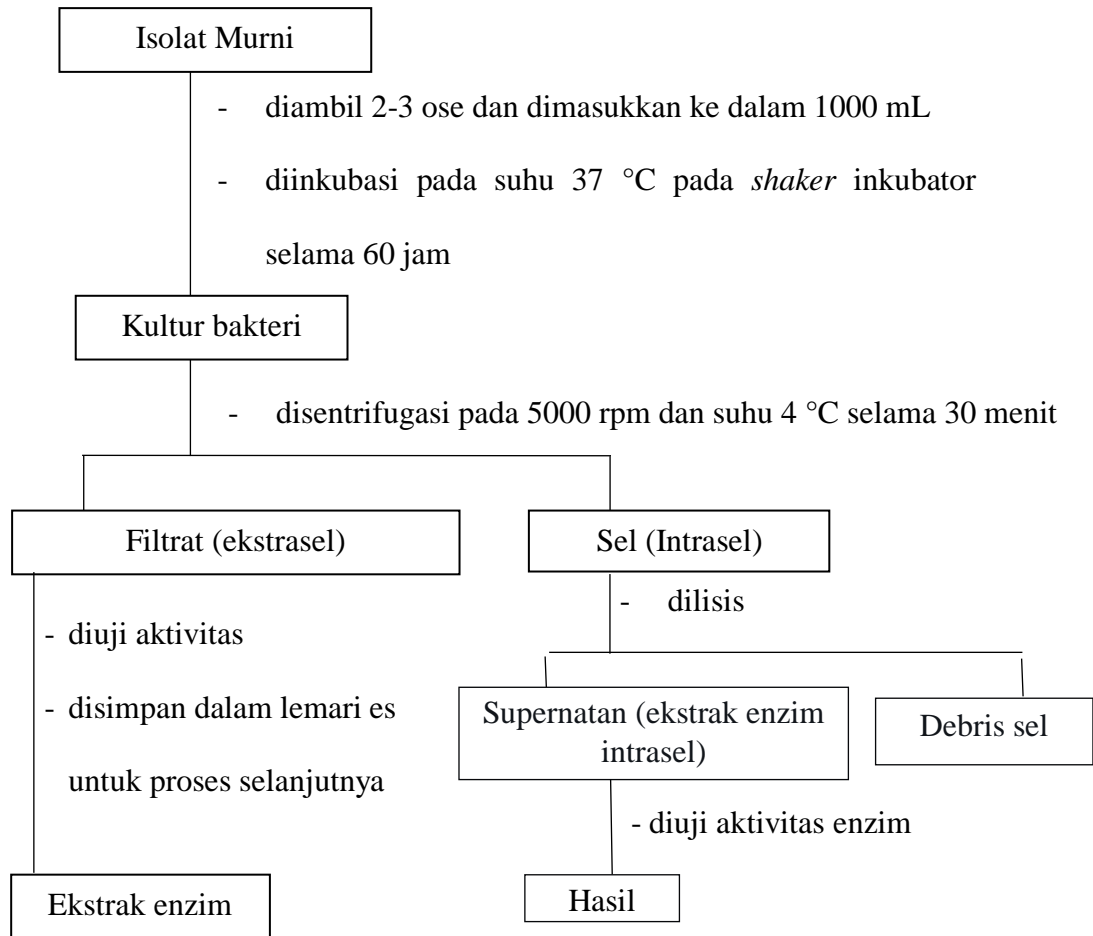 Isolat Murni
- diambil 2-3 ose dan dimasukkan ke dalam 1000 mL
- diinkubasi pada suhu 37 °C pada shaker inkubator
selama 60 jam
Kultur bakteri
- disentrifugasi pada 5000 rpm dan suhu 4 °C selama 30 menit
Filtrat (ekstrasel)
- diuji aktivitas
- disimpan dalam lemari es
untuk proses selanjutnya
Ekstrak enzim
Sel (Intrasel)
- dilisis
Supernatan (ekstrak enzim
intrasel)
Debris sel
- diuji aktivitas enzim
Hasil